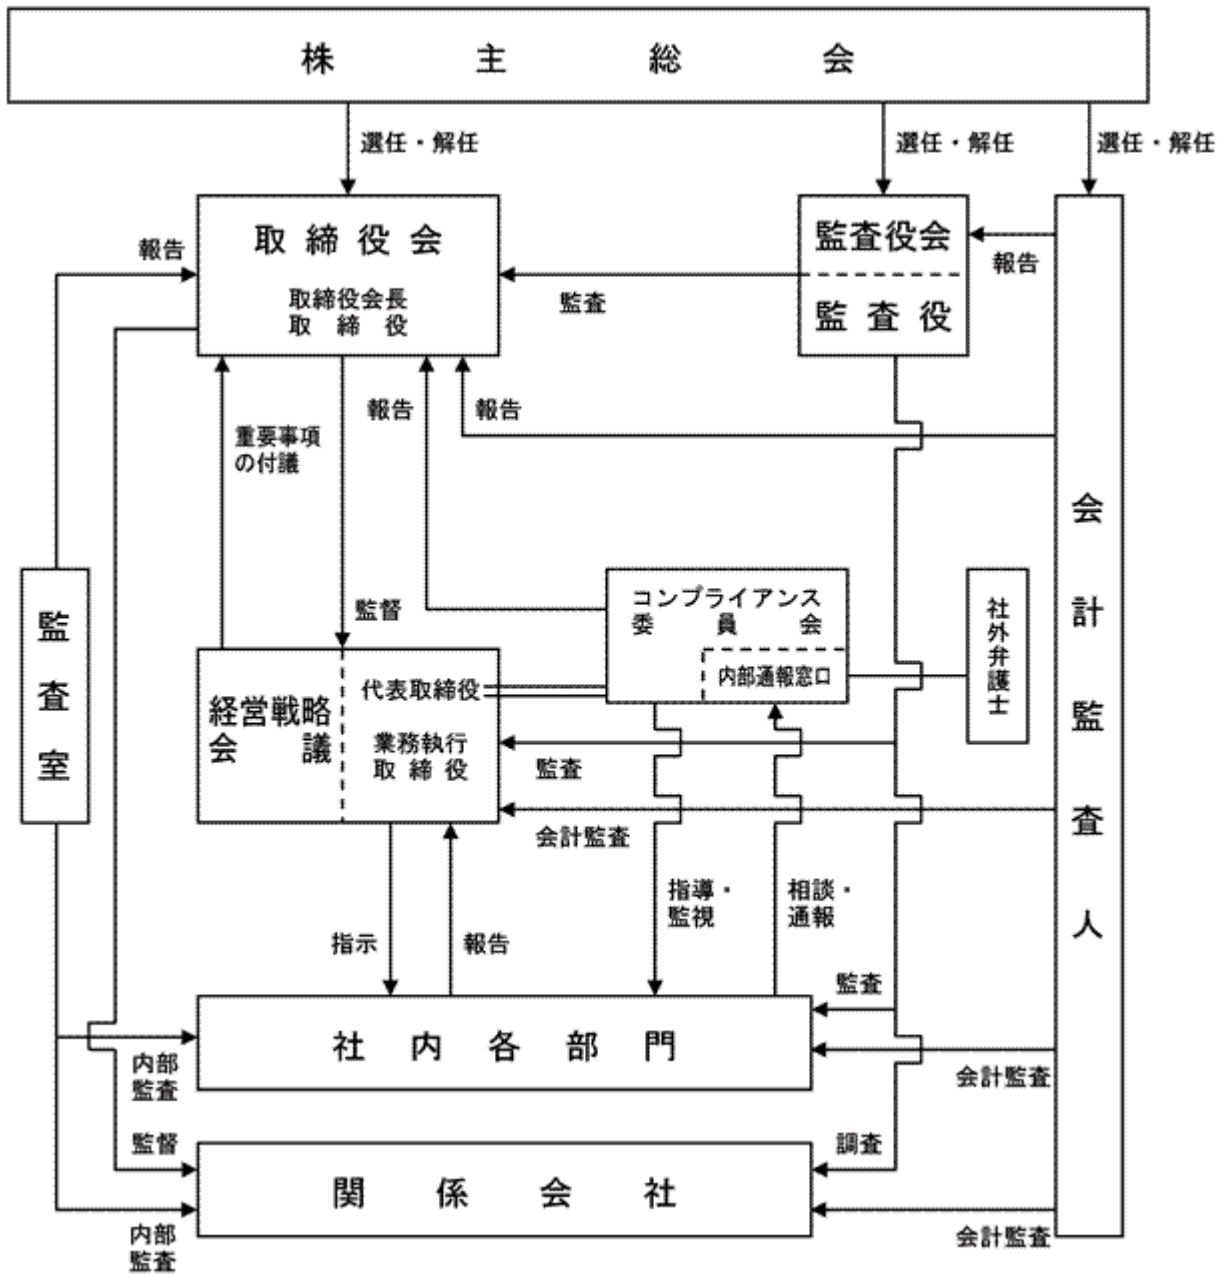 株主総会
選任・解任
選任・解任
選任・解任
取締役会
取締役会長
取締役
監査役会
監査役
報告
報告
監査
報告
報告
重要事項
の付議
会計監査人
監査室
監督
コンプライアンス
委員会
内部通報窓口
社外弁護士
経営戦略
会議
代表取締役
業務執行
取締役
監査
会計監査
指導・
監視
相談・
通報
指示
報告
監査
社内各部門
内部
監査
会計監査
監督
調査
関係会社
内部
監査
会計監査